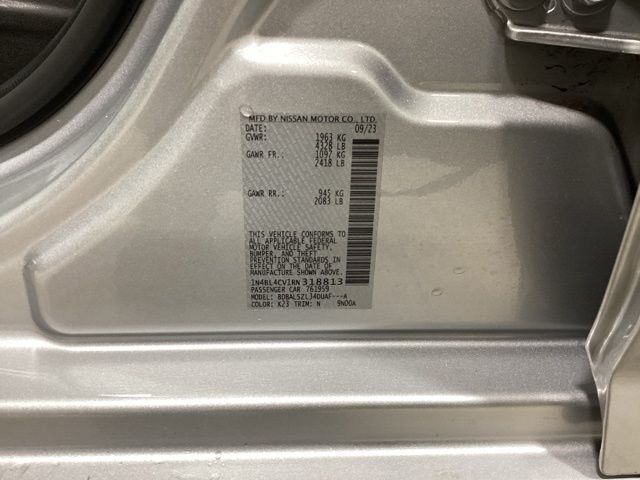 MFD BY NISSAN MOTOR CO., LTD.
DATE: 09/23
GVWR: 1963 KG
4328 LB
GAWR FR.: 1097 KG
2418 LB
GAWR RR.: 945 KG
2083 LB
THIS VEHICLE CONFORMS TO
ALL APPLICABLE FEDERAL
MOTOR VEHICLE SAFETY,
BUMPER, AND THEFT
PREVENTION STANDARDS
IN EFFECT ON THE DATE OF
MANUFACTURE SHOWN ABOVE.
1N4BL4CV1RN318813
PASSENGER CAR 761959
MODEL: BDBALSZL34DUAF---A
COLOR: K23 TRIM: N 9ND0A